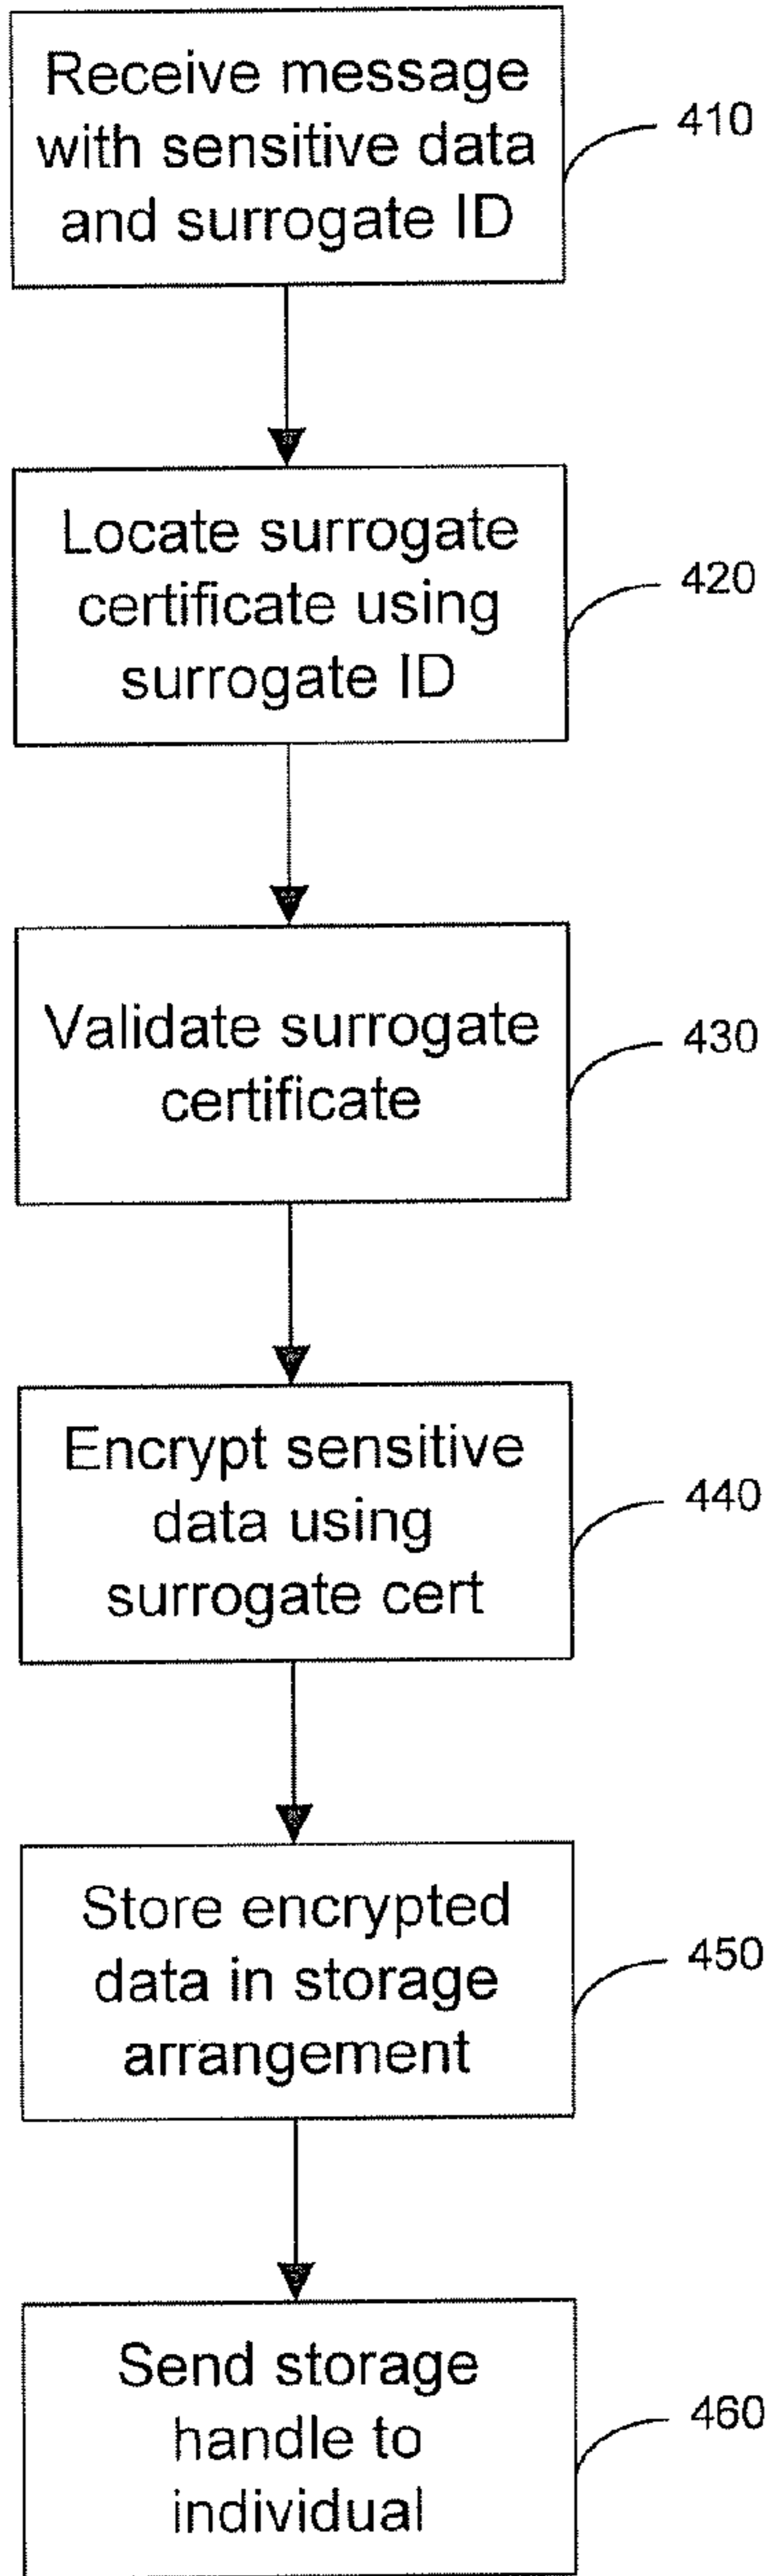 Receive message
with sensitive data
and surrogate ID
410
Locate surrogate
certificate using
surrogate ID
420
Validate surrogate
certificate
430
Encrypt sensitive
data using
surrogate cert
440
Store encrypted
data in storage
arrangement
450
Send storage
handle to
individual
460